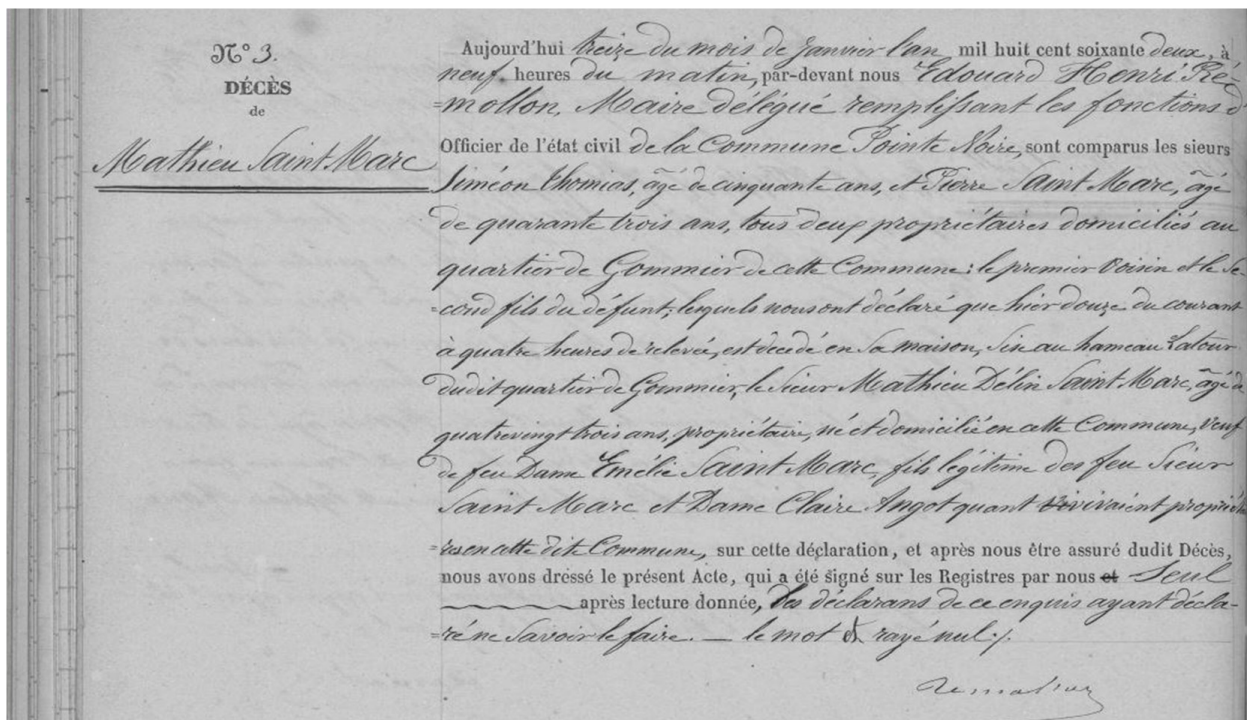 N.º 3.
DÉCÈS
de
Mathieu Saint-Marc
Aujourd'hui treize du mois de Janvier l'an mil huit cent soixante deux, à
neuf heures du matin, par-devant nous Edouard Henri Ré-
=mollon, Maire délégué remplissant les fonctions d
Officier de l'état civil de la Commune Pointe Noire, sont comparus les sieurs
Siméon Thomias, âgé de cinquante ans, et Pierre Saint Marc, âgé
de quarante trois ans, tous deux propriétaires domiciliés au
quartier de Gommier de cette Commune: le premier voisin et le Se-
=cond fils du défunt; lesquels nous ont déclaré que hier douze du courant
à quatre heures de relevée, est decédé en sa maison, sise au hameau Latour
dudit quartier de Gommier, le Sieur Mathieu Délin Saint Marc, âgé de
quatrevingt trois ans, propriétaire, né et domicilié en cette Commune, veuf
de feu Dame Emélie Saint Marc, fils légitime des feu Sieur
Saint Marc et Dame Claire Angot quant vivaient propriétai
=res en cette dite Commune, sur cette déclaration, et après nous être assuré dudit Décès,
nous avons dressé le présent Acte, qui a été signé sur les Registres par nous et Seul
après lecture donnée, les déclarans de ce enquis ayant décla-
=ré ne savoir le faire. — le mot et rayé nul ./.
Remollon